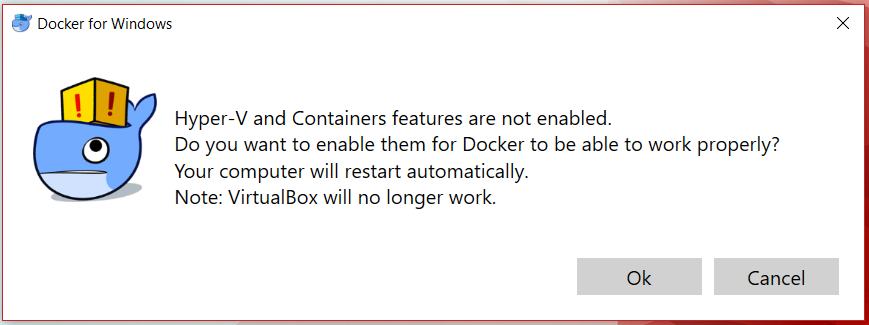 Docker for Windows
Hyper-V and Containers features are not enabled.
Do you want to enable them for Docker to be able to work properly?
Your computer will restart automatically.
Note: VirtualBox will no longer work.
Ok
Cancel